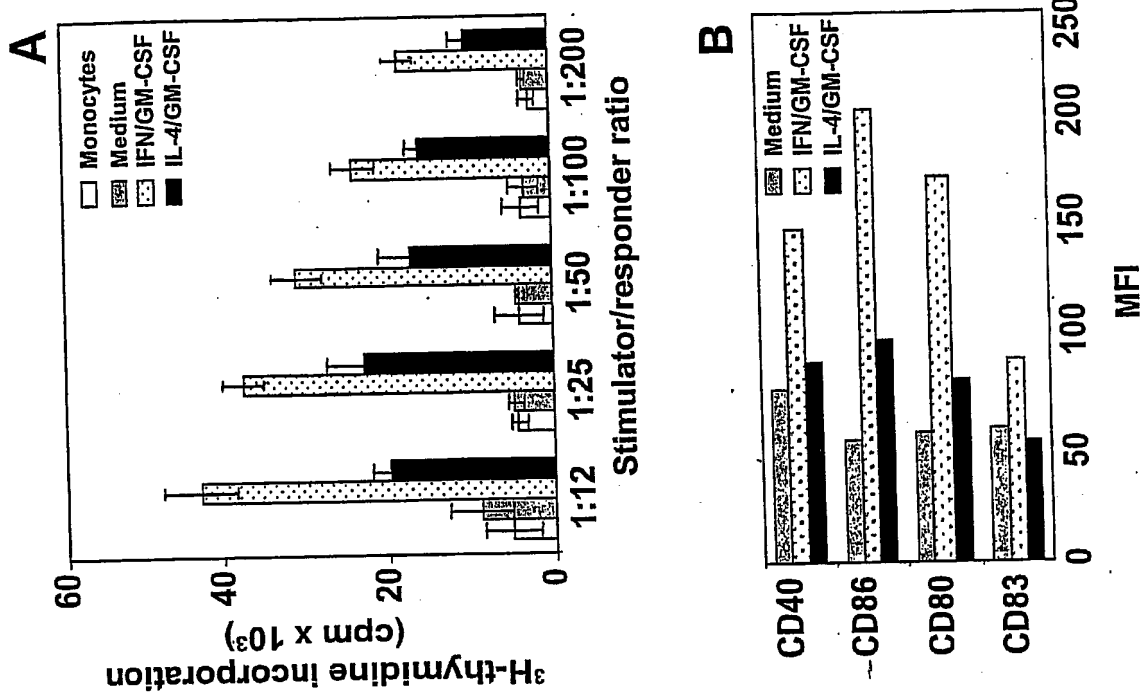 A
Monocytes
Medium
IFN/GM-CSF
IL-4/GM-CSF
60
40
20
0
³H-thymidine incorporation
(cpm x 10³)
1:12
1:25
1:50
1:100
1:200
Stimulator/responder ratio
B
Medium
IFN/GM-CSF
IL-4/GM-CSF
CD40
CD86
CD80
CD83
0
50
100
150
200
250
MFI